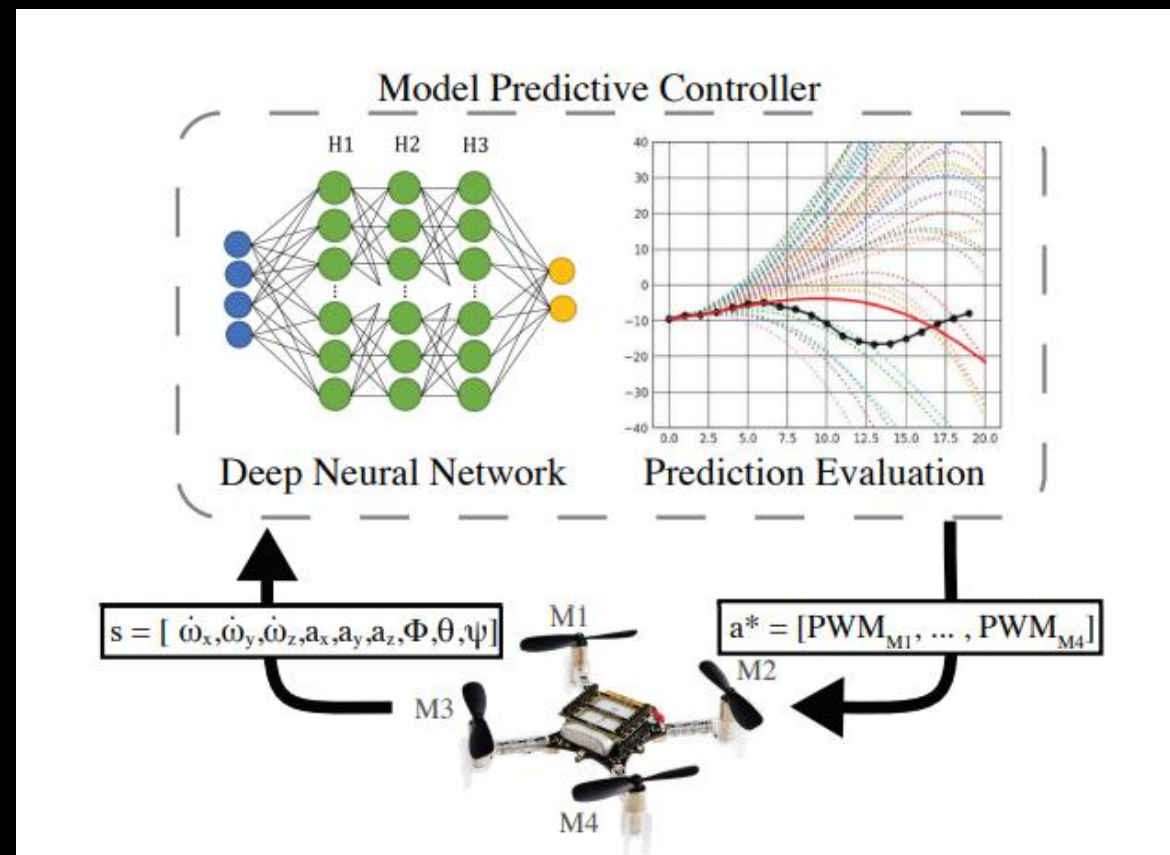 Model Predictive Controller
H1 H2 H3
40
30
20
10
0
−10
−20
−30
−40
0.0 2.5 5.0 7.5 10.0 12.5 15.0 17.5 20.0
Deep Neural Network
Prediction Evaluation
s = [ ω̇x,ω̇y,ω̇z,ax,ay,az,Φ,θ,ψ]
a* = [PWMM1, ... , PWMM4]
M1
M2
M3
M4